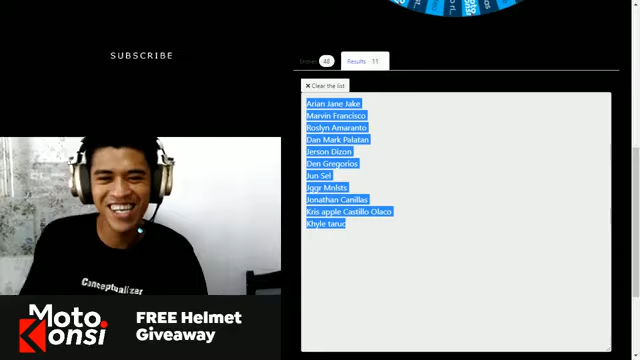 SUBSCRIBE
Entries 48 Results 11
× Clear the list
Arian Jane Jake
Marvin Francisco
Roslyn Amaranto
Dan Mark Palatan
Jerson Dizon
Den Gregorios
Jun Sel
Jggr Mnlsts
Jonathan Canillas
Kris apple Castillo Olaco
Khyle taruc
Conceptualizer
Moto
Konsi
FREE Helmet
Giveaway